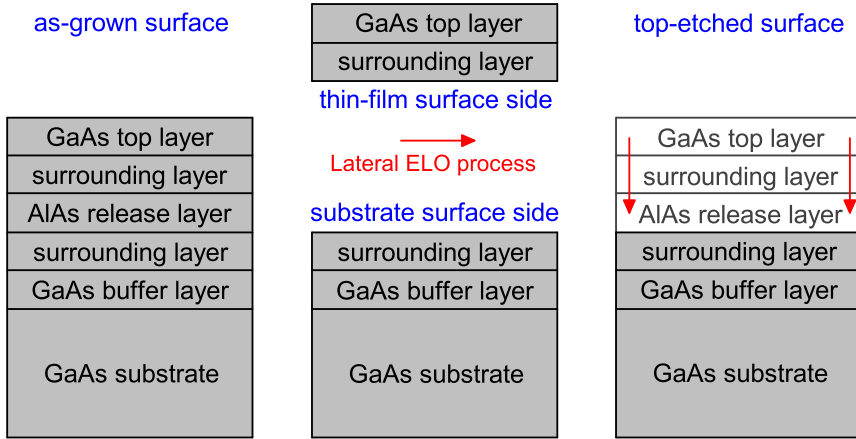 as-grown surface
GaAs top layer
surrounding layer
AlAs release layer
surrounding layer
GaAs buffer layer
GaAs substrate
GaAs top layer
surrounding layer
thin-film surface side
Lateral ELO process
substrate surface side
surrounding layer
GaAs buffer layer
GaAs substrate
top-etched surface
GaAs top layer
surrounding layer
AlAs release layer
surrounding layer
GaAs buffer layer
GaAs substrate